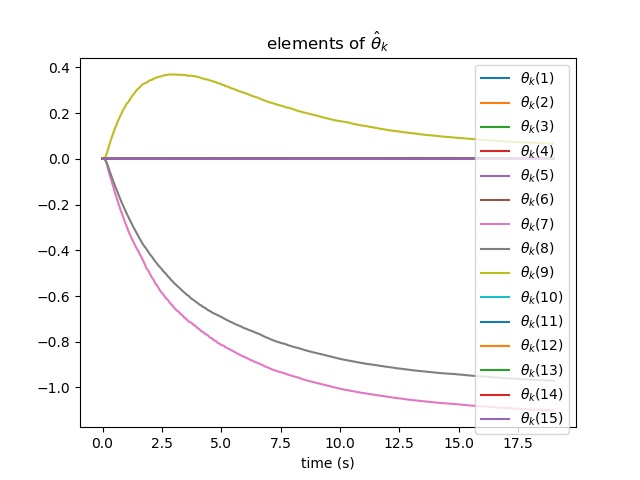 elements of θ̂ₖ
0.4
0.2
0.0
−0.2
−0.4
−0.6
−0.8
−1.0
0.0 2.5 5.0 7.5 10.0 12.5 15.0 17.5
time (s)
θₖ(1)
θₖ(2)
θₖ(3)
θₖ(4)
θₖ(5)
θₖ(6)
θₖ(7)
θₖ(8)
θₖ(9)
θₖ(10)
θₖ(11)
θₖ(12)
θₖ(13)
θₖ(14)
θₖ(15)